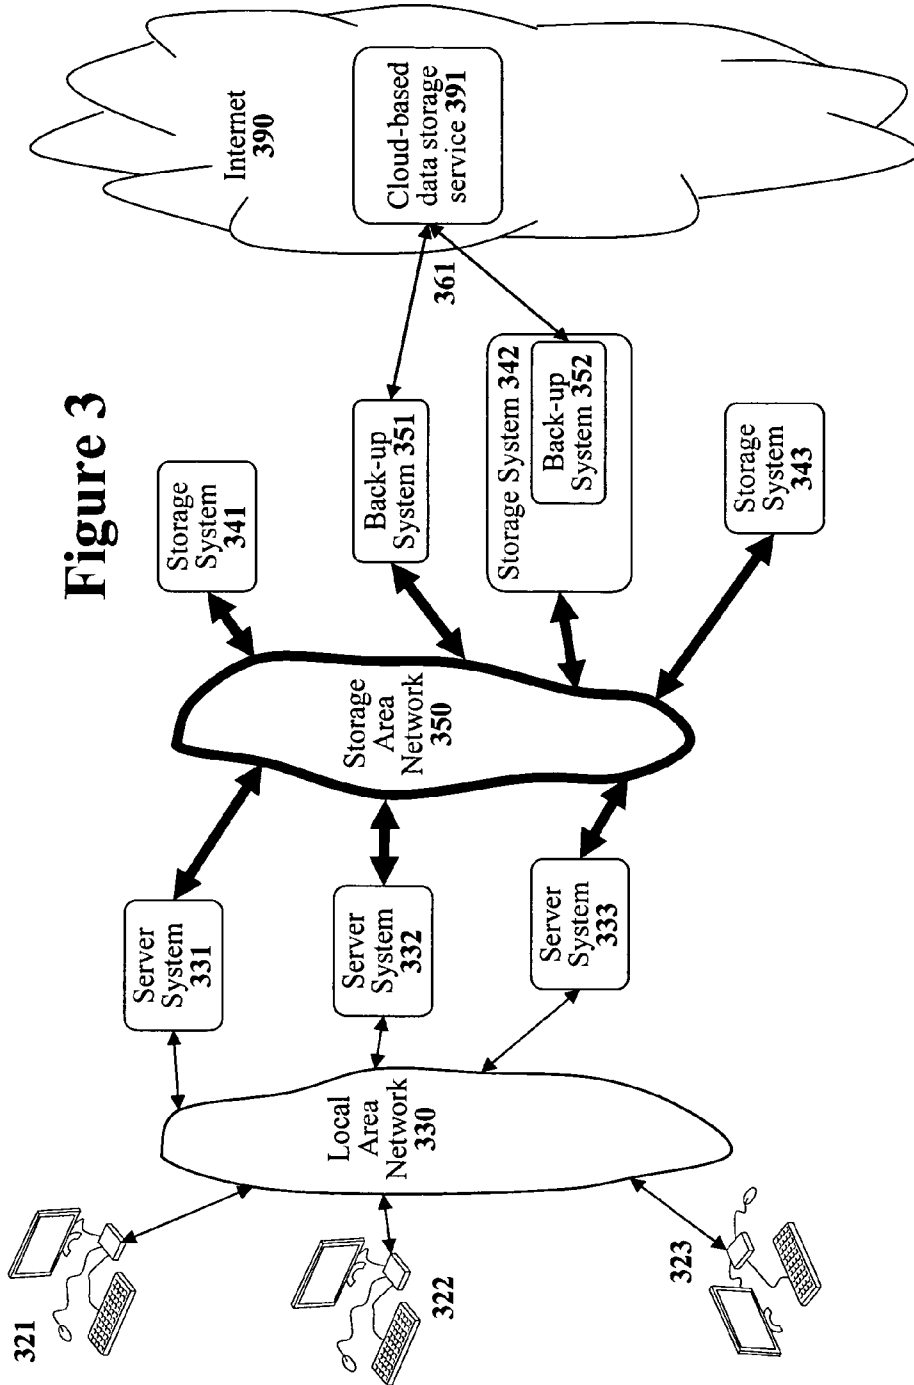 Figure 3
321
322
323
Local
Area
Network
330
Server
System
331
Server
System
332
Server
System
333
Storage
Area
Network
350
Storage
System
341
Back-up
System 351
Storage System 342
Back-up
System 352
Storage
System
343
361
Internet
390
Cloud-based
data storage
service 391